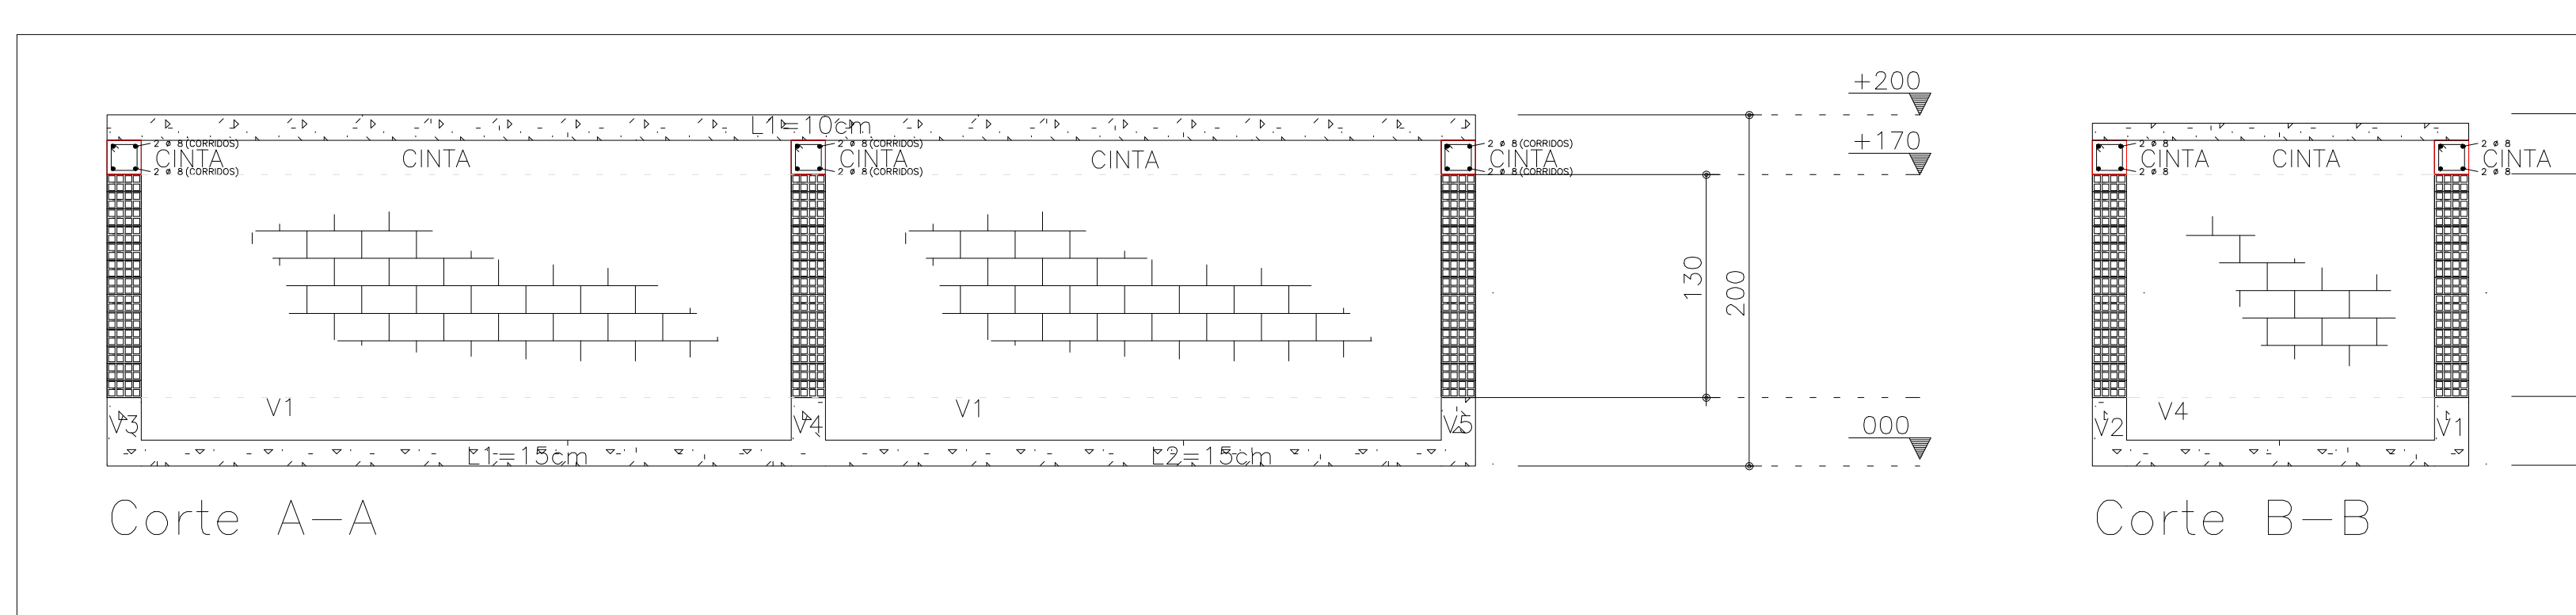 +200
L1=10cm
+170
2 ø 8(CORRIDOS)
CINTA
2 ø 8(CORRIDOS)
CINTA
2 ø 8(CORRIDOS)
CINTA
2 ø 8(CORRIDOS)
CINTA
2 ø 8(CORRIDOS)
CINTA
2 ø 8(CORRIDOS)
130
200
V1
V1
V3
V4
V5
000
L1=15cm
L2=15cm
Corte A-A
2 ø 8
CINTA
2 ø 8
CINTA
2 ø 8
CINTA
2 ø 8
V4
V2
V1
Corte B-B